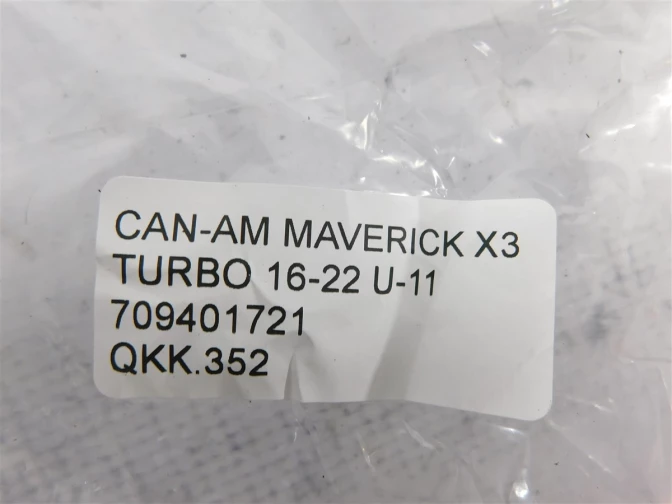 CAN-AM MAVERICK X3
TURBO 16-22 U-11
709401721
QKK.352